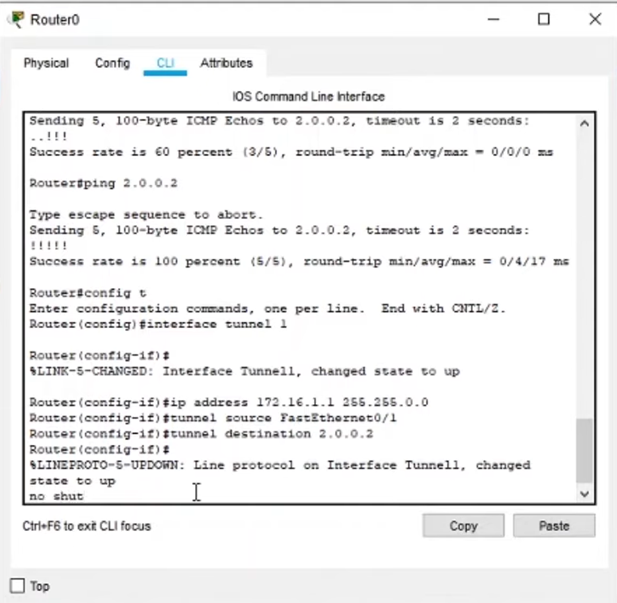 Router0
Physical Config CLI Attributes
IOS Command Line Interface
Sending 5, 100-byte ICMP Echos to 2.0.0.2, timeout is 2 seconds:
..!!!
Success rate is 60 percent (3/5), round-trip min/avg/max = 0/0/0 ms
Router#ping 2.0.0.2
Type escape sequence to abort.
Sending 5, 100-byte ICMP Echos to 2.0.0.2, timeout is 2 seconds:
!!!!!
Success rate is 100 percent (5/5), round-trip min/avg/max = 0/4/17 ms
Router#config t
Enter configuration commands, one per line. End with CNTL/Z.
Router(config)#interface tunnel 1
Router(config-if)#
%LINK-5-CHANGED: Interface Tunnel1, changed state to up
Router(config-if)#ip address 172.16.1.1 255.255.0.0
Router(config-if)#tunnel source FastEthernet0/1
Router(config-if)#tunnel destination 2.0.0.2
Router(config-if)#
%LINEPROTO-5-UPDOWN: Line protocol on Interface Tunnel1, changed
state to up
no shut
Ctrl+F6 to exit CLI focus
Copy Paste
Top